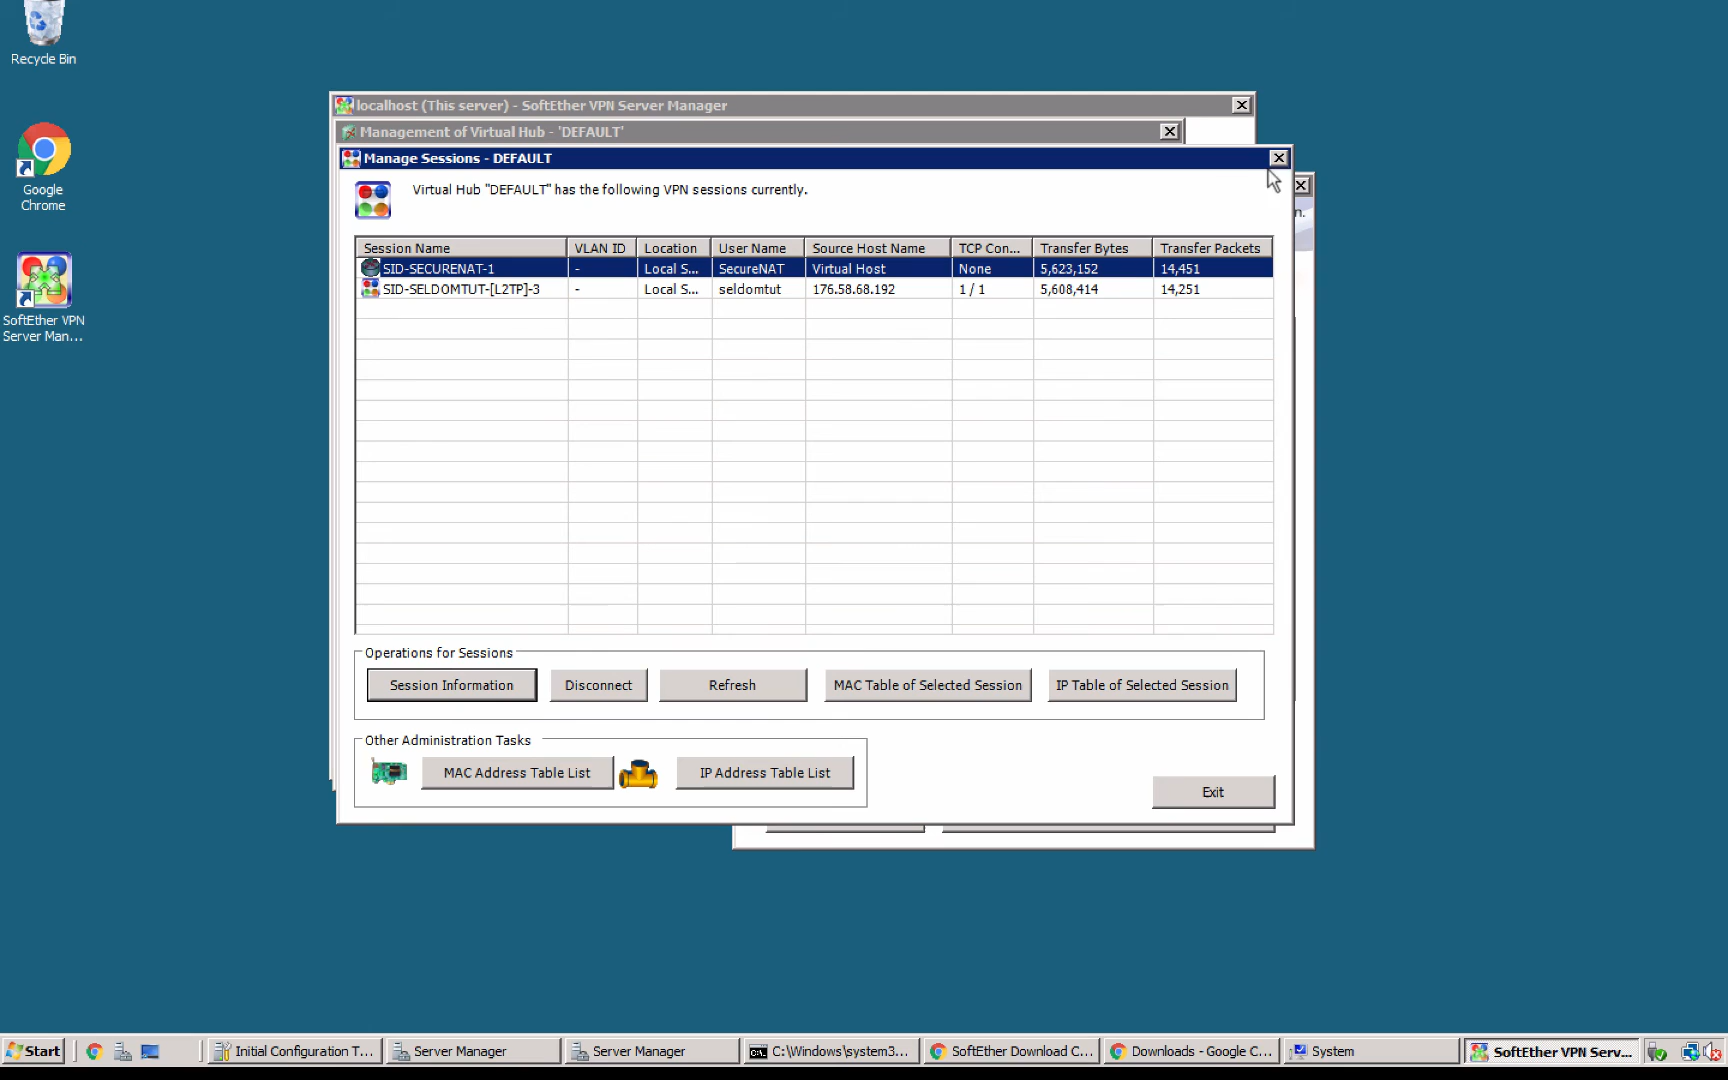 Recycle Bin
Google
Chrome
SoftEther VPN
Server Man...
localhost (This server) - SoftEther VPN Server Manager
Management of Virtual Hub - 'DEFAULT'
Manage Sessions - DEFAULT
Virtual Hub "DEFAULT" has the following VPN sessions currently.
n.
Session Name VLAN ID Location User Name Source Host Name TCP Con... Transfer Bytes Transfer Packets
SID-SECURENAT-1 - Local S... SecureNAT Virtual Host None 5,623,152 14,451
SID-SELDOMTUT-[L2TP]-3 - Local S... seldomtut 176.58.68.192 1 / 1 5,608,414 14,251
Operations for Sessions
Session Information Disconnect Refresh MAC Table of Selected Session IP Table of Selected Session
Other Administration Tasks
MAC Address Table List IP Address Table List
Exit
Start Initial Configuration T... Server Manager Server Manager C:\Windows\system3... SoftEther Download C... Downloads - Google C... System SoftEther VPN Serv...